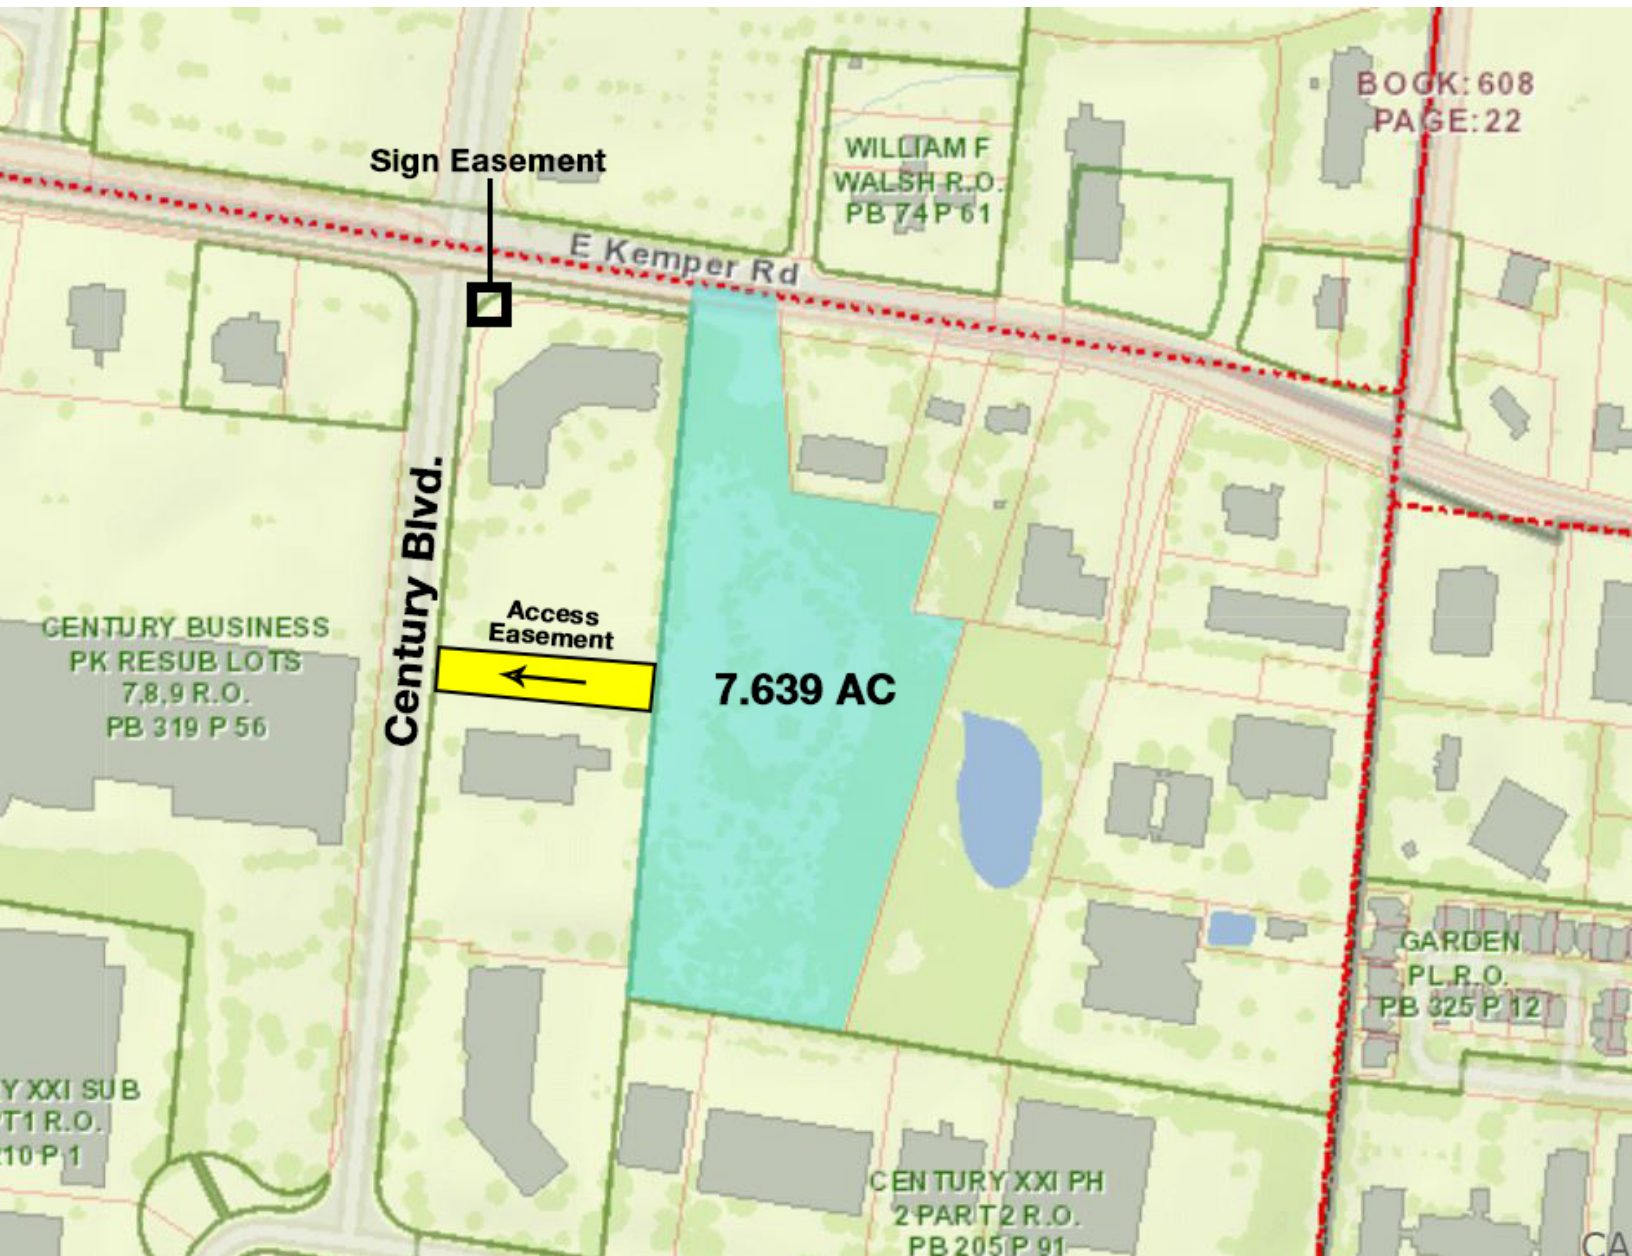 BOOK: 608
PAGE: 22
Sign Easement
WILLIAM F
WALSH R.O.
PB 74 P 61
E Kemper Rd
Century Blvd.
Access
Easement
CENTURY BUSINESS
PK RESUB LOTS
7,8,9 R.O.
PB 319 P 56
7.639 AC
GARDEN
PL R.O.
PB 325 P 12
Y XXI SUB
T1 R.O.
10 P 1
CENTURY XXI PH
2 PART 2 R.O.
PB 205 P 91
CA